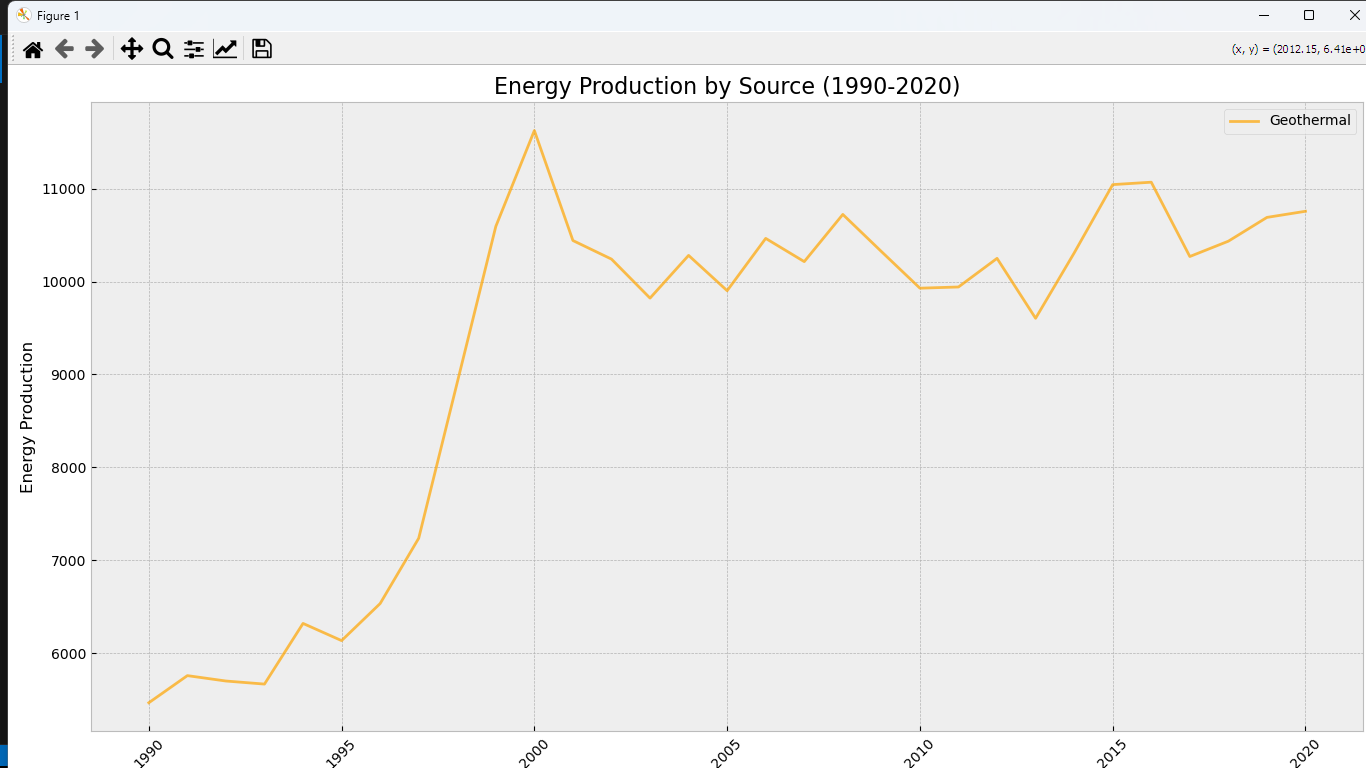 Figure 1
(x, y) = (2012.15, 6.41e+0
Energy Production by Source (1990-2020)
Geothermal
11000
10000
9000
8000
7000
6000
Energy Production
1990
1995
2000
2005
2010
2015
2020